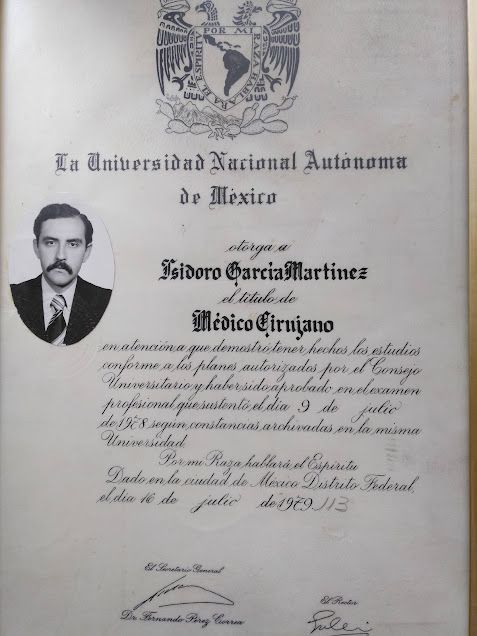 POR MI RAZA HABLARA EL ESPIRITU
La Universidad Nacional Autónoma
de México
otorga a
Isidoro García Martínez
el título de
Médico Cirujano
en atención a que demostró tener hechos los estudios
conforme a los planes autorizados por el Consejo
Universitario y haber sido aprobado en el examen
profesional que sustentó el día 9 de julio
de 1978 según constancias archivadas en la misma
Universidad
Por mi Raza hablará el Espíritu
Dado en la ciudad de México Distrito Federal,
el día 16 de julio de 1979
113
El Secretario General
Dr. Fernando Pérez Correa
El Rector